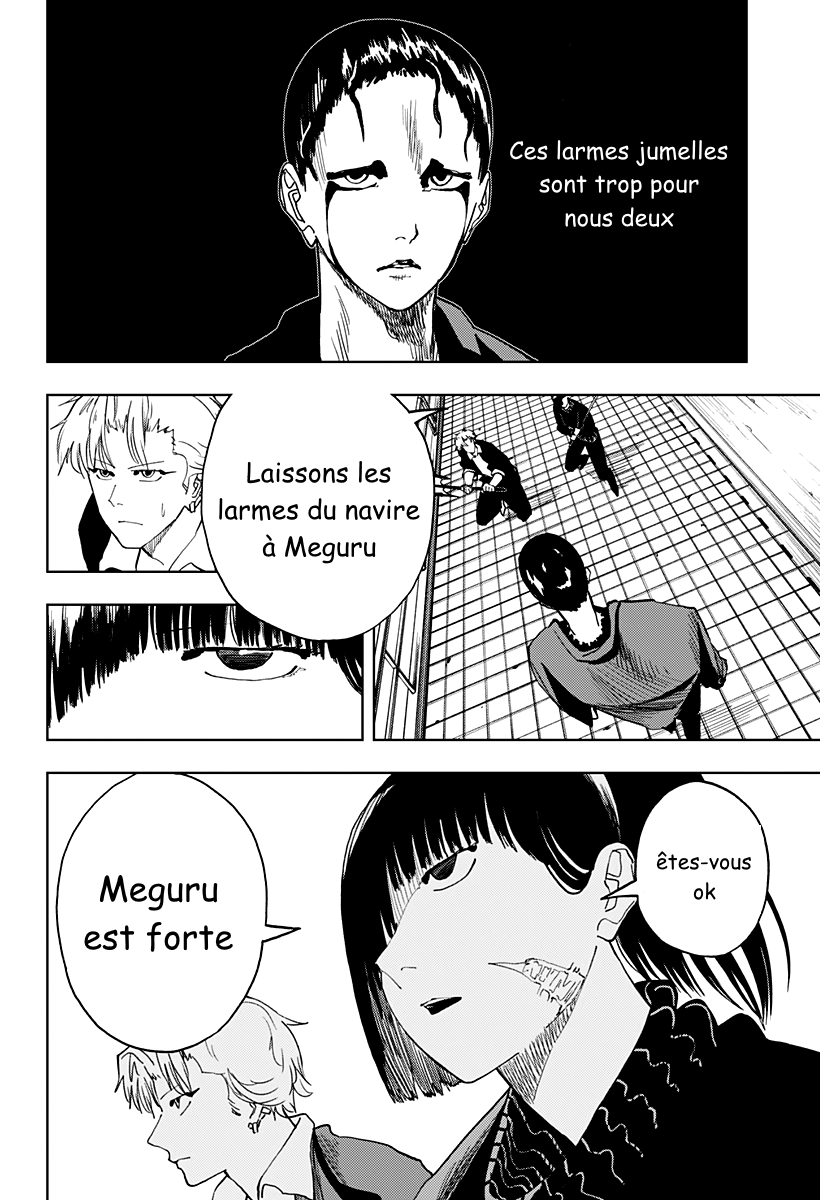 Ces larmes jumelles
sont trop pour
nous deux
Laissons les
larmes du navire
à Meguru
êtes-vous
ok
Meguru
est forte